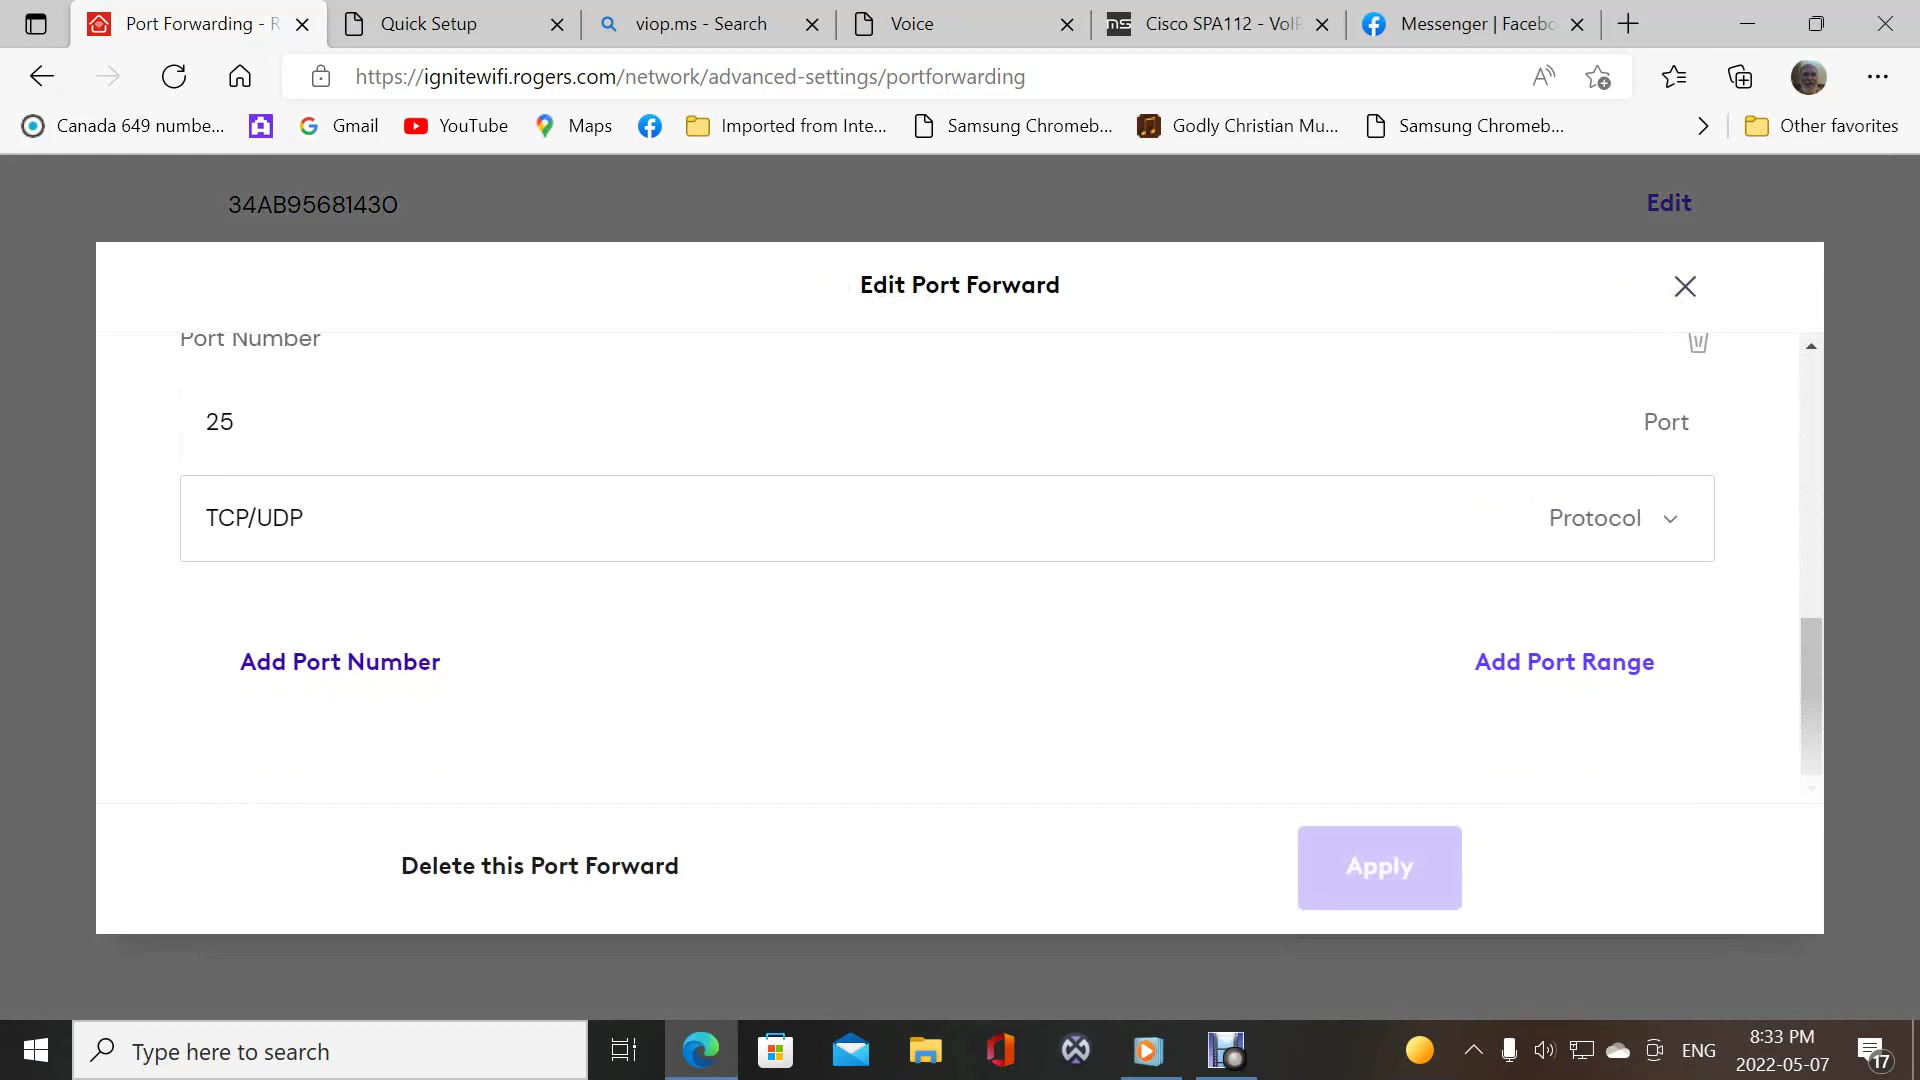 Port Forwarding - R
Quick Setup
viop.ms - Search
Voice
Cisco SPA112 - VoIP
Messenger | Facebo
https://ignitewifi.rogers.com/network/advanced-settings/portforwarding
Canada 649 numbe...
Gmail
YouTube
Maps
Imported from Inte...
Samsung Chromeb...
Godly Christian Mu...
Samsung Chromeb...
Other favorites
34AB95681430
Edit
Edit Port Forward
Port Number
25
Port
TCP/UDP
Protocol
Add Port Number
Add Port Range
Delete this Port Forward
Apply
Type here to search
ENG
8:33 PM
2022-05-07
17